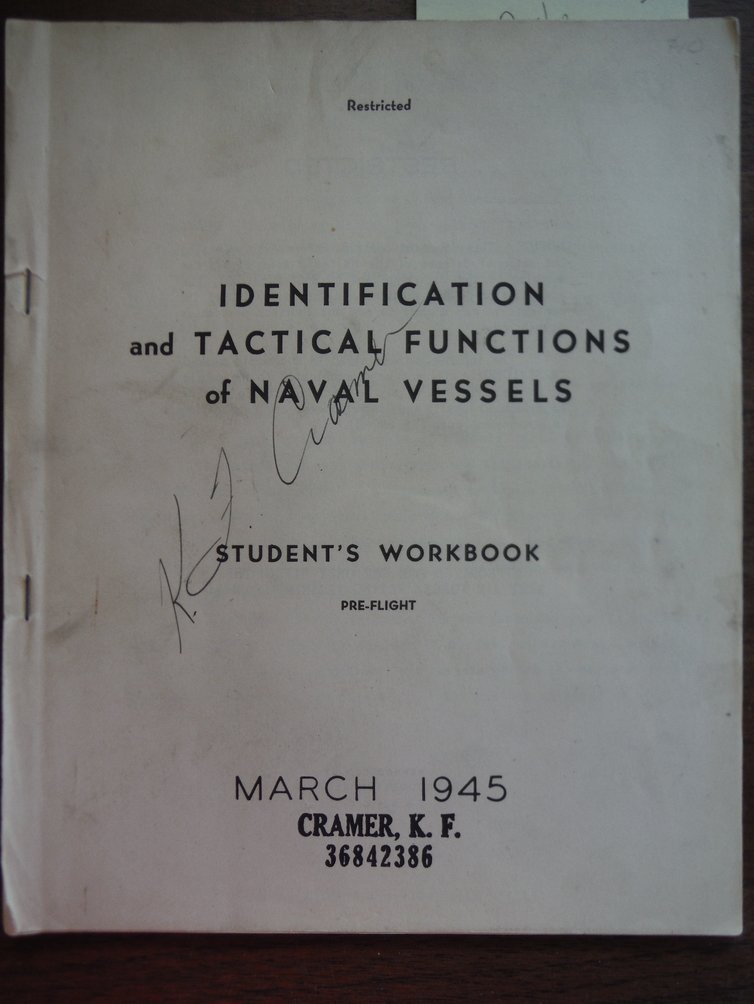 Restricted
IDENTIFICATION
and TACTICAL FUNCTIONS
of NAVAL VESSELS
K. F. Cramer
STUDENT'S WORKBOOK
PRE-FLIGHT
MARCH 1945
CRAMER, K. F.
36842386